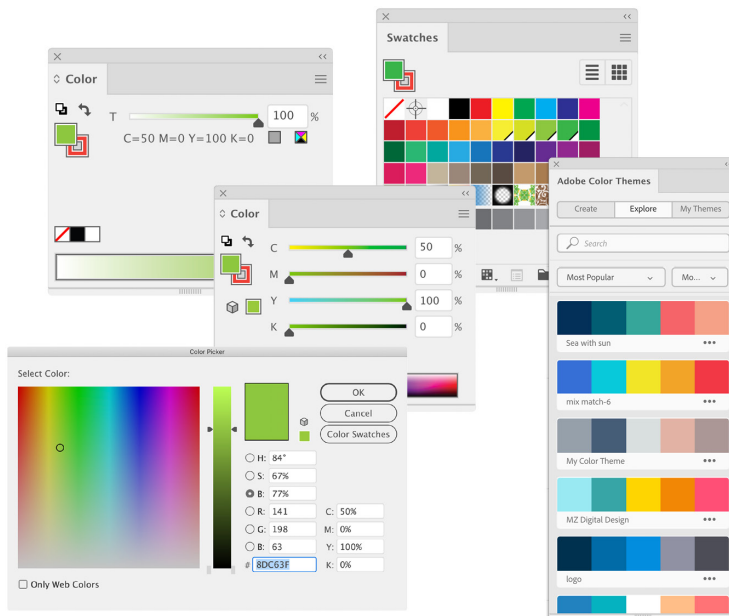 Swatches
Color
T 100 %
C=50 M=0 Y=100 K=0
Adobe Color Themes
Create Explore My Themes
Search
Most Popular Mo...
Sea with sun
mix match-6
My Color Theme
MZ Digital Design
logo
Color
C 50 %
M 0 %
Y 100 %
K 0 %
Color Picker
Select Color:
OK
Cancel
Color Swatches
H: 84°
S: 67%
B: 77%
R: 141 C: 50%
G: 198 M: 0%
B: 63 Y: 100%
# 8DC63F K: 0%
Only Web Colors